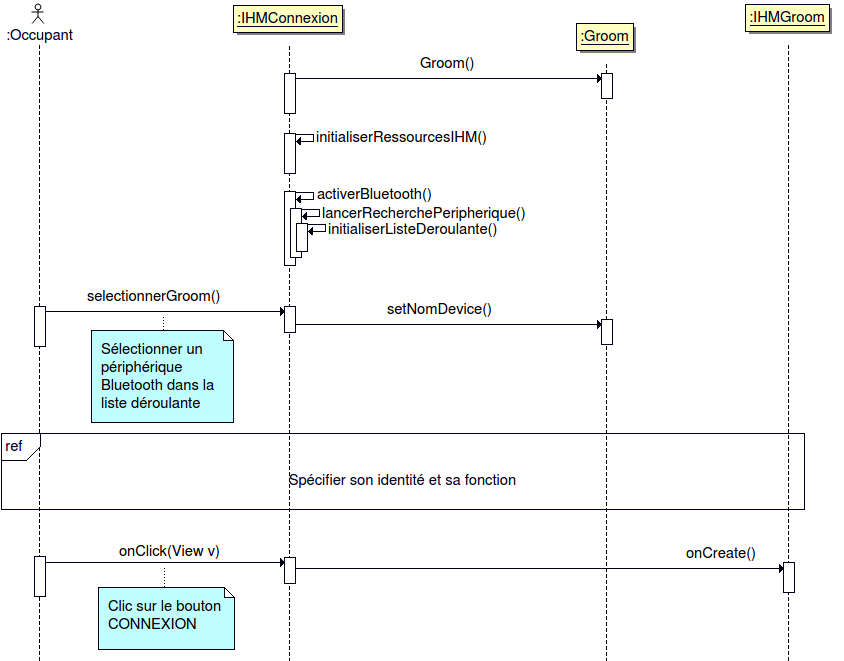 :Occupant
:IHMConnexion
:Groom
:IHMGroom
Groom()
initialiserRessourcesIHM()
activerBluetooth()
lancerRecherchePeripherique()
initialiserListeDeroulante()
selectionnerGroom()
setNomDevice()
Sélectionner un
périphérique
Bluetooth dans la
liste déroulante
ref
Spécifier son identité et sa fonction
onClick(View v)
onCreate()
Clic sur le bouton
CONNEXION